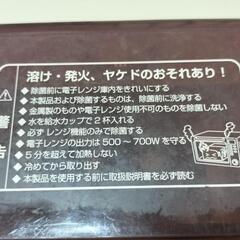 溶け・発火、ヤケドのおそれあり！
◆除菌前に電子レンジ庫内をきれいにする
◆本製品および除菌するものは、除菌前に洗浄する
◆金属製のものや電子レンジ使用不可のものを除菌しない
◆水を給水カップで2杯入れる
◆必ずレンジ機能のみで除菌する
◆電子レンジの出力は500～700Wを守る
◆5分を超えて加熱しない
◆冷めてから取り出す
◆本製品を使用する前に取扱説明書を必ず読む
警
告